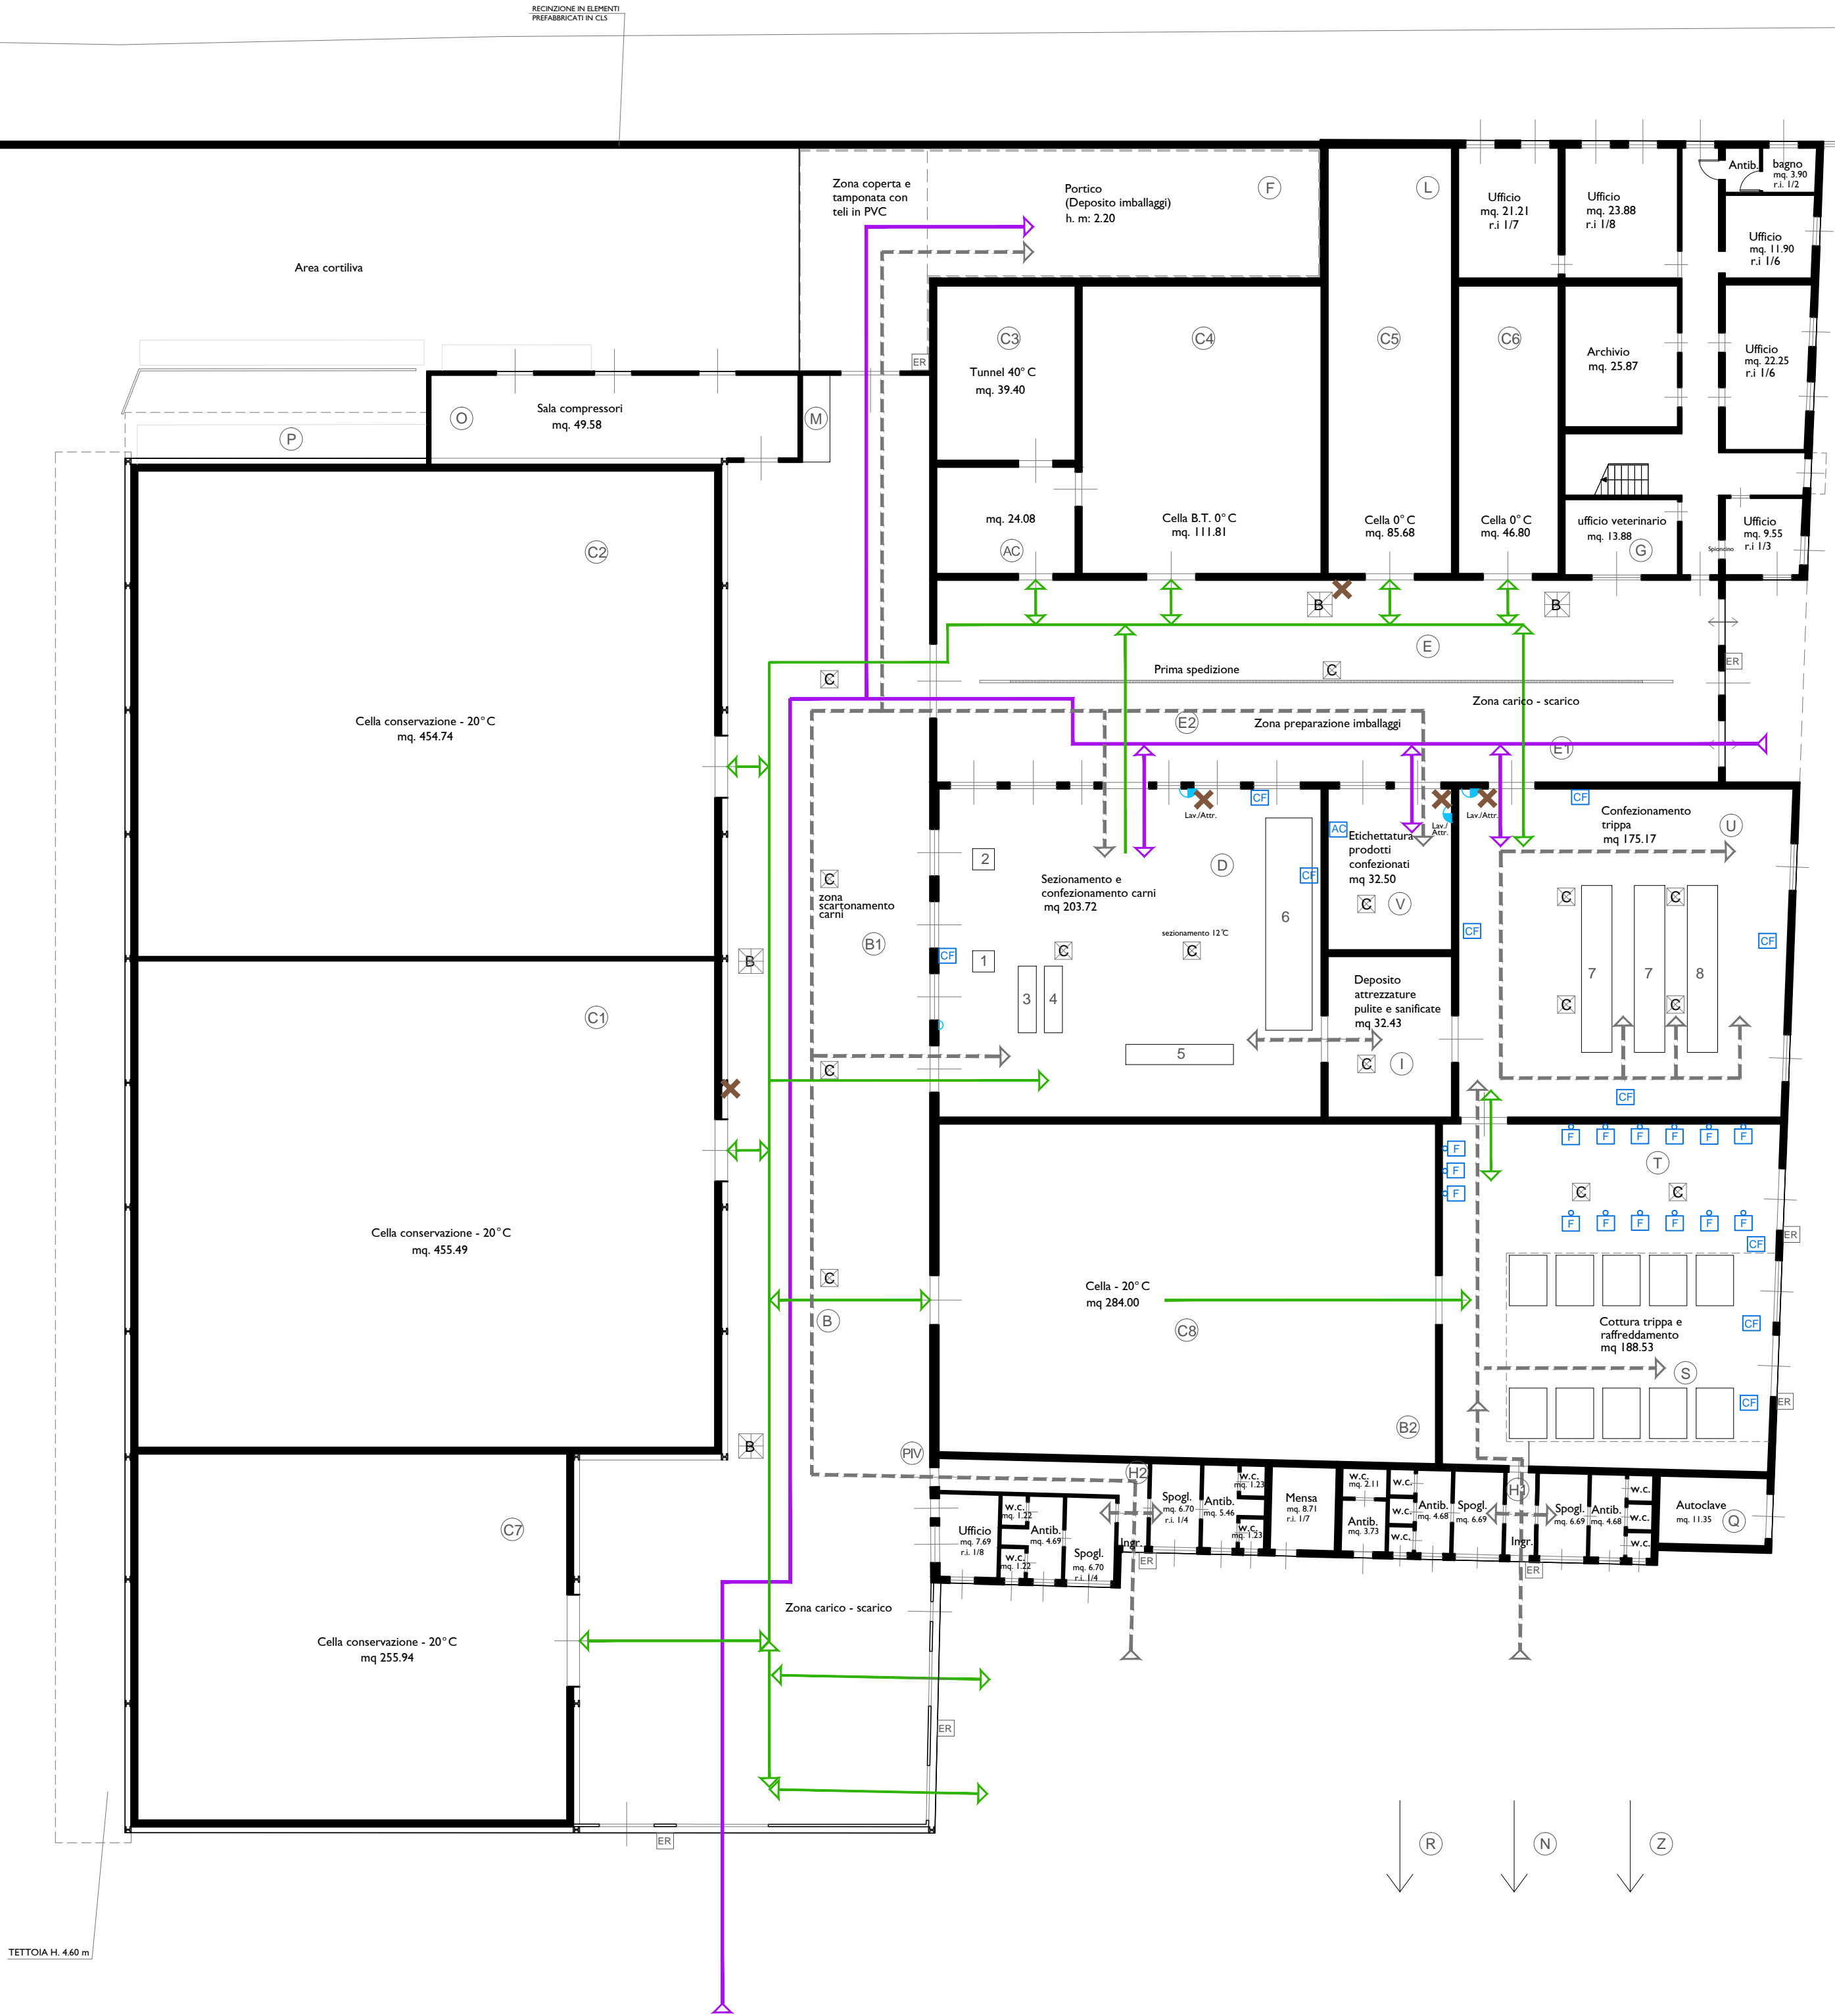 RECINZIONE IN ELEMENTI
PREFABBRICATI IN CLS
Zona coperta e
tamponata con
teli in PVC
Portico
(Deposito imballaggi)
h. m: 2.20
F
L
Ufficio
mq. 21.21
r.i 1/7
Ufficio
mq. 23.88
r.i 1/8
Antib.
bagno
mq. 3.90
r.i. 1/2
Ufficio
mq. 11.90
r.i 1/6
Area cortiliva
C3
Tunnel 40°C
mq. 39.40
C4
C5
C6
Archivio
mq. 25.87
Ufficio
mq. 22.25
r.i 1/6
ER
O
Sala compressori
mq. 49.58
M
P
mq. 24.08
AC
Cella B.T. 0°C
mq. 111.81
Cella 0°C
mq. 85.68
Cella 0°C
mq. 46.80
ufficio veterinario
mq. 13.88
G
Spioncino
Ufficio
mq. 9.55
r.i 1/3
C2
B
B
E
Prima spedizione
C
ER
C
Zona carico - scarico
Cella conservazione - 20°C
mq. 454.74
E2
Zona preparazione imballaggi
E1
Lav./Attr.
CF
AC
Lav./
Attr.
Lav./Attr.
CF
Confezionamento
trippa
mq 175.17
U
2
Etichettatura
prodotti
confezionati
mq 32.50
C
V
C
zona
scartonamento
carni
Sezionamento e
confezionamento carni
mq 203.72
D
CF
6
sezionamento 12°C
C
C
B1
CF
1
3
4
5
CF
C
C
7
7
8
C
C
CF
B
C1
Deposito
attrezzature
pulite e sanificate
mq 32.43
C
I
C
CF
F
F
F
F
F
F
F
F
F
T
C
C
F
F
F
F
F
F
CF
ER
Cella conservazione - 20°C
mq. 455.49
C
B
Cella - 20°C
mq 284.00
C8
CF
Cottura trippa e
raffreddamento
mq 188.53
S
CF
ER
B2
B
PIV
H2
H1
C7
Ufficio
mq. 7.69
r.i. 1/8
w.c.
mq. 1.22
w.c.
mq. 1.22
Antib.
mq. 4.69
Spogl.
mq. 6.70
r.i. 1/4
Ingr.
ER
Spogl.
mq. 6.70
r.i. 1/4
Antib.
mq. 5.46
w.c.
mq. 1.23
w.c.
mq. 1.23
Mensa
mq. 8.71
r.i. 1/7
w.c.
mq. 2.11
Antib.
mq. 3.73
w.c.
w.c.
w.c.
Antib.
mq. 4.68
Spogl.
mq. 6.69
Ingr.
ER
Spogl.
mq. 6.69
Antib.
mq. 4.68
w.c.
w.c.
w.c.
Autoclave
mq. 11.35
Q
Zona carico - scarico
Cella conservazione - 20°C
mq 255.94
ER
ER
R
N
Z
TETTOIA H. 4.60 m